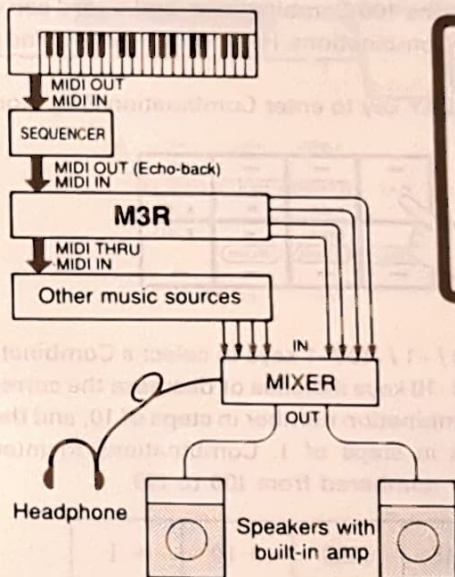 MIDI OUT
MIDI IN
SEQUENCER
MIDI OUT (Echo-back)
MIDI IN
M3R
MIDI THRU
MIDI IN
Other music sources
IN
MIXER
OUT
Headphone
Speakers with
built-in amp